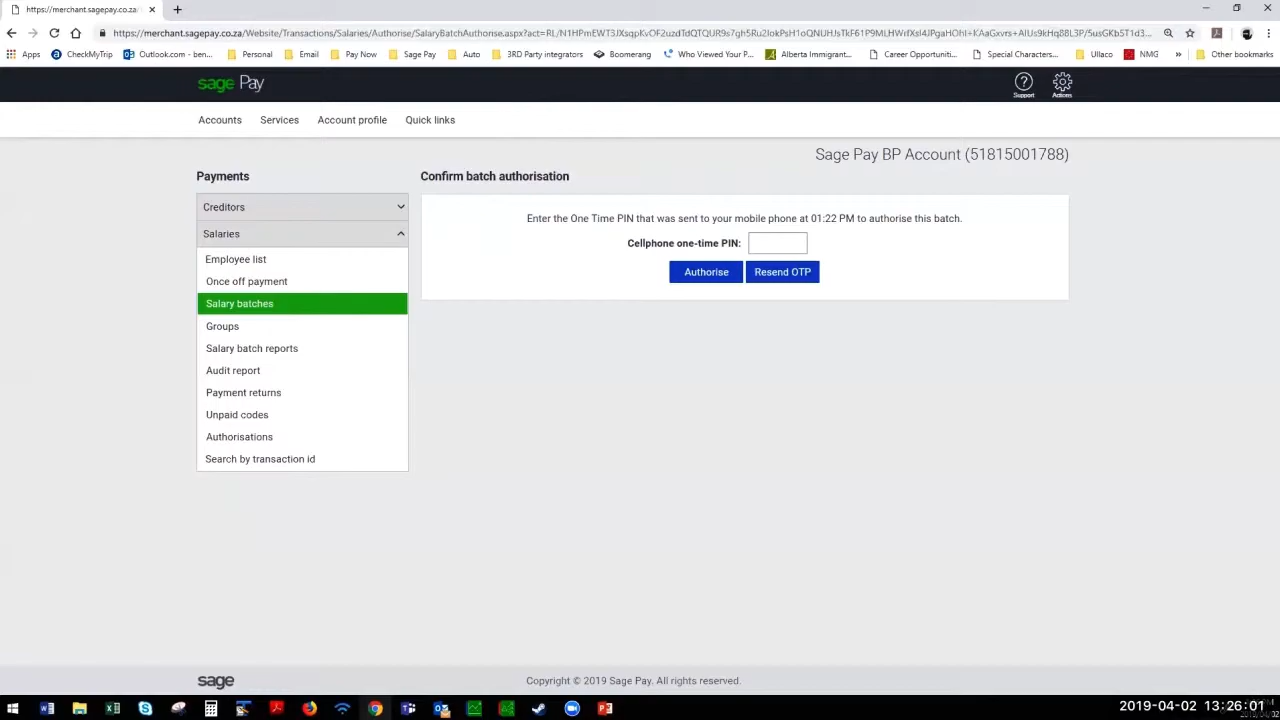 https://merchant.sagepay.co.za
Apps CheckMyTrip Outlook.com - ben... Personal Email Pay Now Sage Pay Auto 3RD Party integrators Boomerang Who Viewed Your P... Alberta Immigrant... Career Opportuniti... Special Characters... Ullaco NMG » Other bookmarks
sage Pay
Support
Actions
Accounts Services Account profile Quick links
Sage Pay BP Account (51815001788)
Payments
Creditors
Salaries
Employee list
Once off payment
Salary batches
Groups
Salary batch reports
Audit report
Payment returns
Unpaid codes
Authorisations
Search by transaction id
Confirm batch authorisation
Enter the One Time PIN that was sent to your mobile phone at 01:22 PM to authorise this batch.
Cellphone one-time PIN:
Authorise Resend OTP
sage
Copyright © 2019 Sage Pay. All rights reserved.
2019-04-02 13:26:01